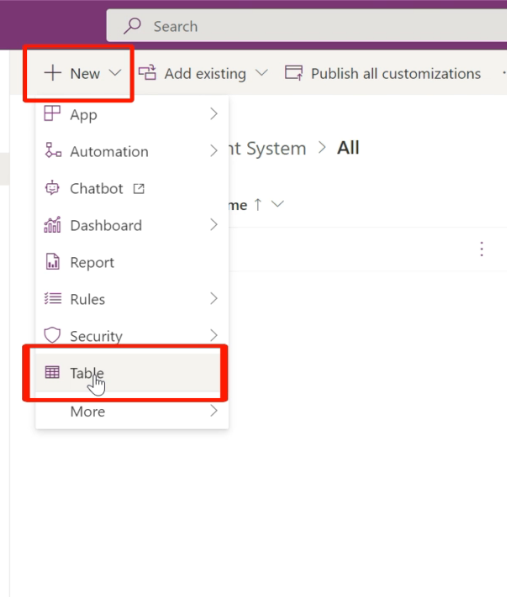 Search
New
Add existing
Publish all customizations
App
Automation
nt System > All
Chatbot
me ↑
Dashboard
Report
Rules
Security
Table
More